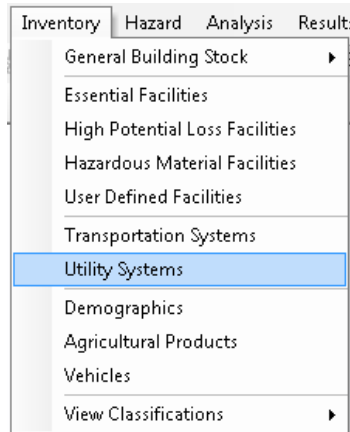 Inventory Hazard Analysis Result
General Building Stock
Essential Facilities
High Potential Loss Facilities
Hazardous Material Facilities
User Defined Facilities
Transportation Systems
Utility Systems
Demographics
Agricultural Products
Vehicles
View Classifications